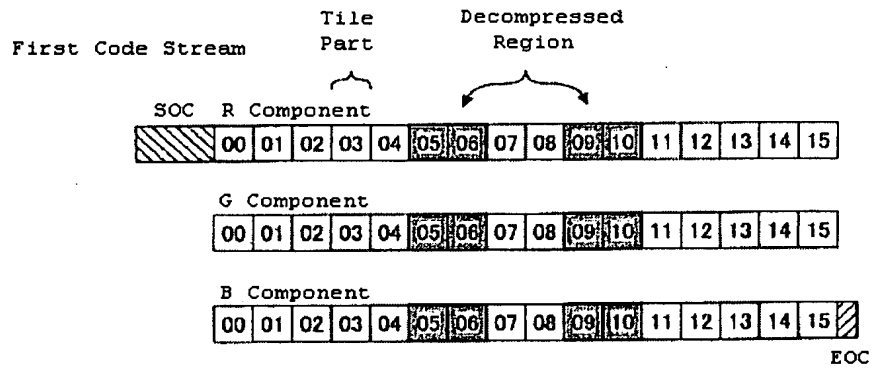 Tile Part
Decompressed Region
First Code Stream
SOC R Component
00 01 02 03 04 05 06 07 08 09 10 11 12 13 14 15
G Component
00 01 02 03 04 05 06 07 08 09 10 11 12 13 14 15
B Component
00 01 02 03 04 05 06 07 08 09 10 11 12 13 14 15
EOC